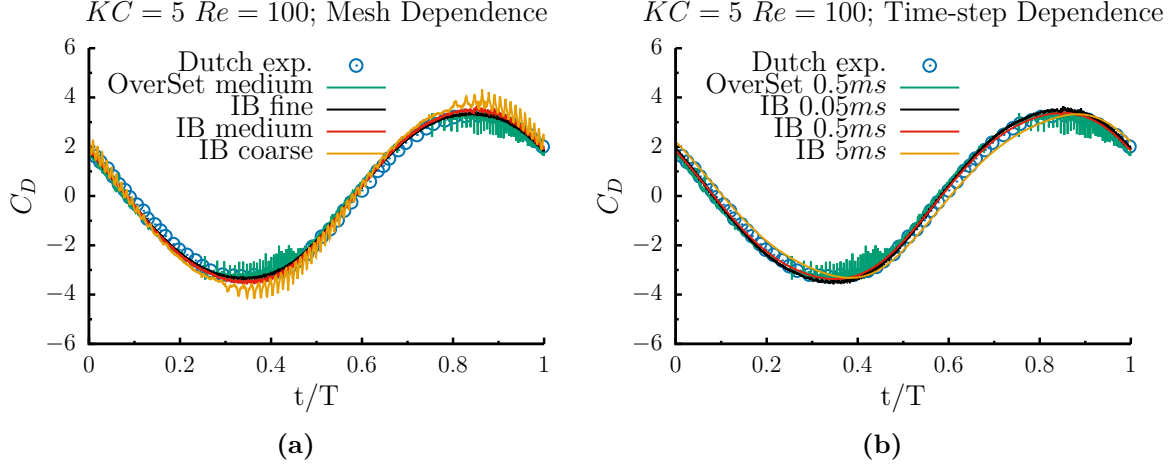 KC = 5 Re = 100; Mesh Dependence
Dutch exp.
OverSet medium
IB fine
IB medium
IB coarse
6
4
2
0
−2
−4
−6
C_D
0 0.2 0.4 0.6 0.8 1
t/T
(a)
KC = 5 Re = 100; Time-step Dependence
Dutch exp.
OverSet 0.5ms
IB 0.05ms
IB 0.5ms
IB 5ms
6
4
2
0
−2
−4
−6
C_D
0 0.2 0.4 0.6 0.8 1
t/T
(b)